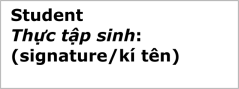 Student
Thực tập sinh:
(signature/kí tên)